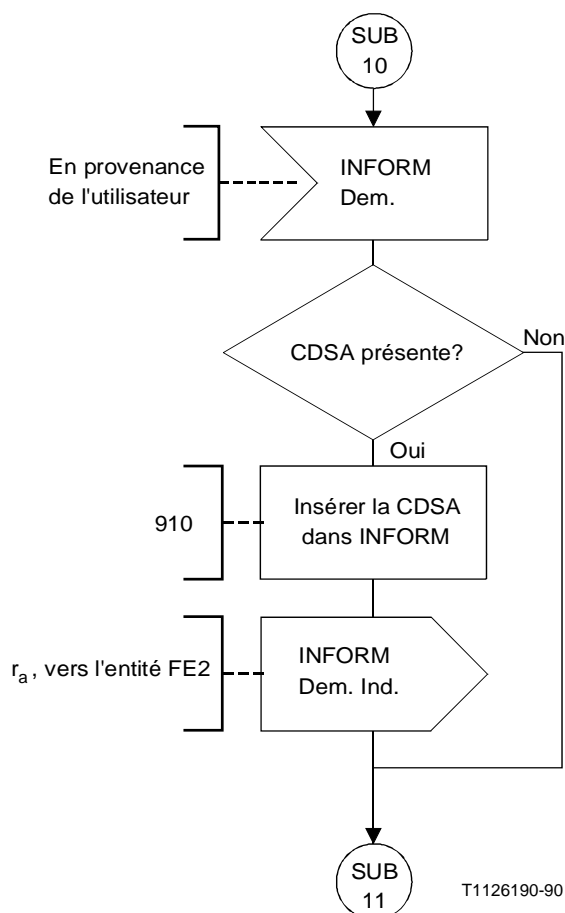 SUB
10
En provenance
de l'utilisateur
INFORM
Dem.
CDSA présente?
Non
Oui
910
Insérer la CDSA
dans INFORM
ra, vers l'entité FE2
INFORM
Dem. Ind.
SUB
11
T1126190-90